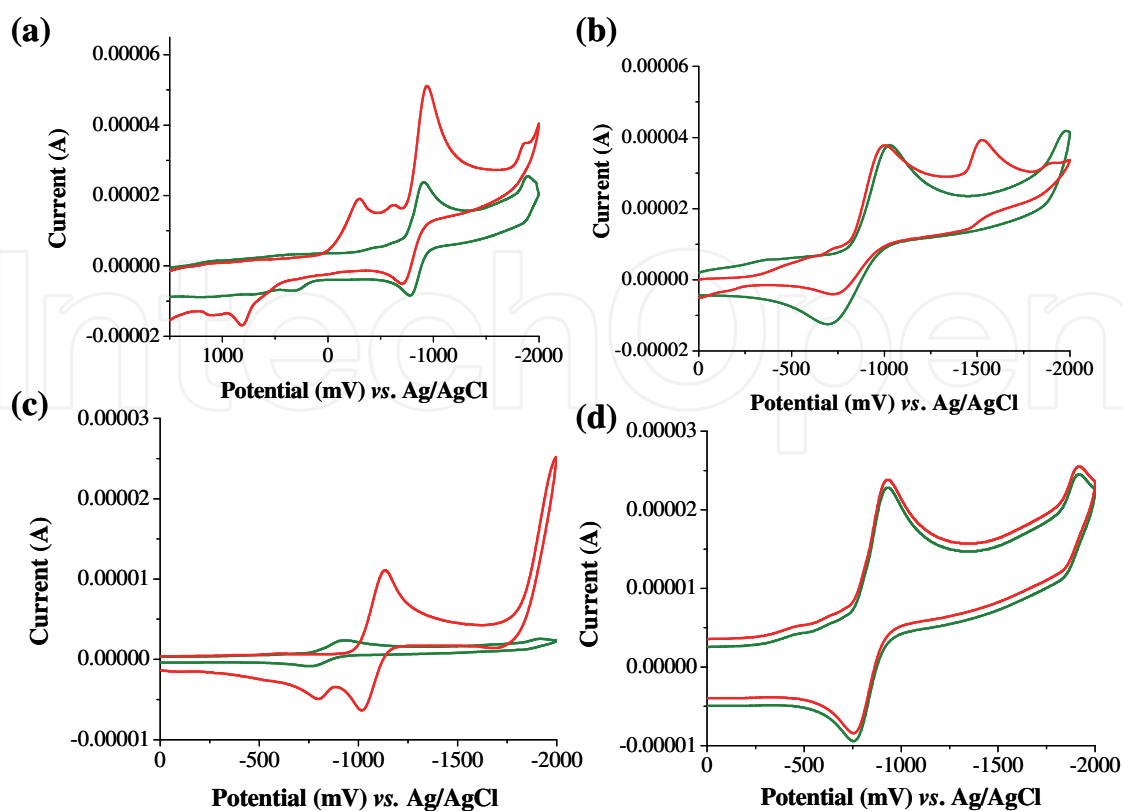 (a)
0.00006
0.00004
0.00002
0.00000
-0.00002
Current (A)
1000 0 -1000 -2000
Potential (mV) vs. Ag/AgCl
(b)
0.00006
0.00004
0.00002
0.00000
-0.00002
Current (A)
0 -500 -1000 -1500 -2000
Potential (mV) vs. Ag/AgCl
(c)
0.00003
0.00002
0.00001
0.00000
-0.00001
Current (A)
0 -500 -1000 -1500 -2000
Potential (mV) vs. Ag/AgCl
(d)
0.00003
0.00002
0.00001
0.00000
-0.00001
Current (A)
0 -500 -1000 -1500 -2000
Potential (mV) vs. Ag/AgCl
IntechOpen